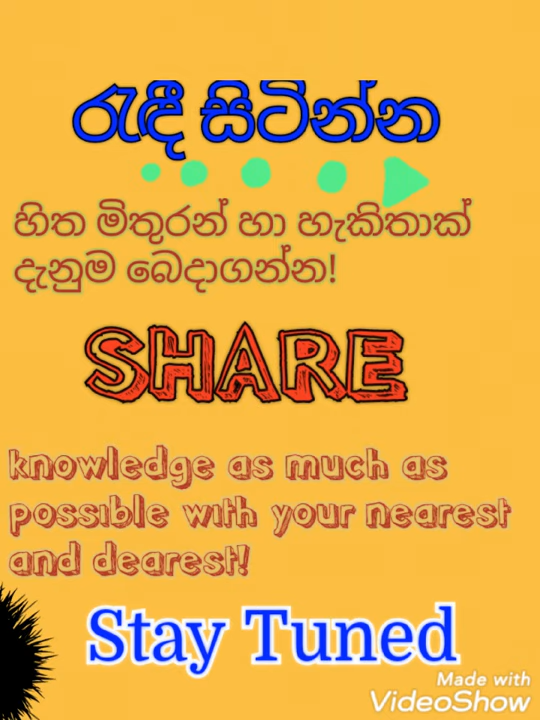 රැඳී සිටින්න
හිත මිතුරන් හා හැකිතාක්
දැනුම බෙදාගන්න!
SHARE
knowledge as much as
possible with your nearest
and dearest!
Stay Tuned
Made with
VideoShow